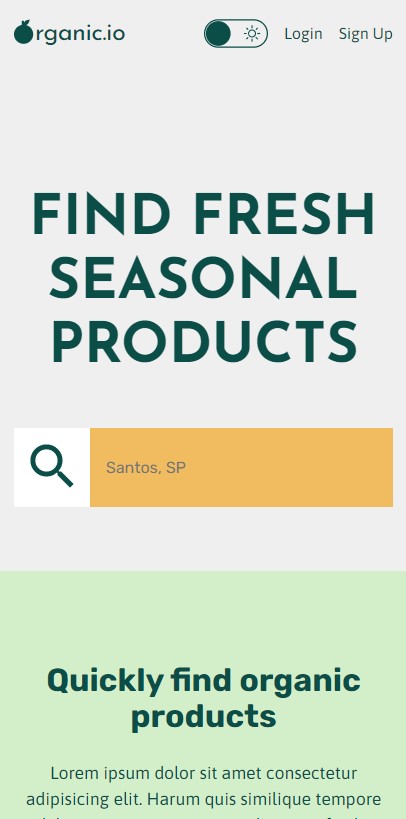 rganic.io
Login
Sign Up
FIND FRESH
SEASONAL
PRODUCTS
Santos, SP
Quickly find organic
products
Lorem ipsum dolor sit amet consectetur
adipisicing elit. Harum quis similique tempore